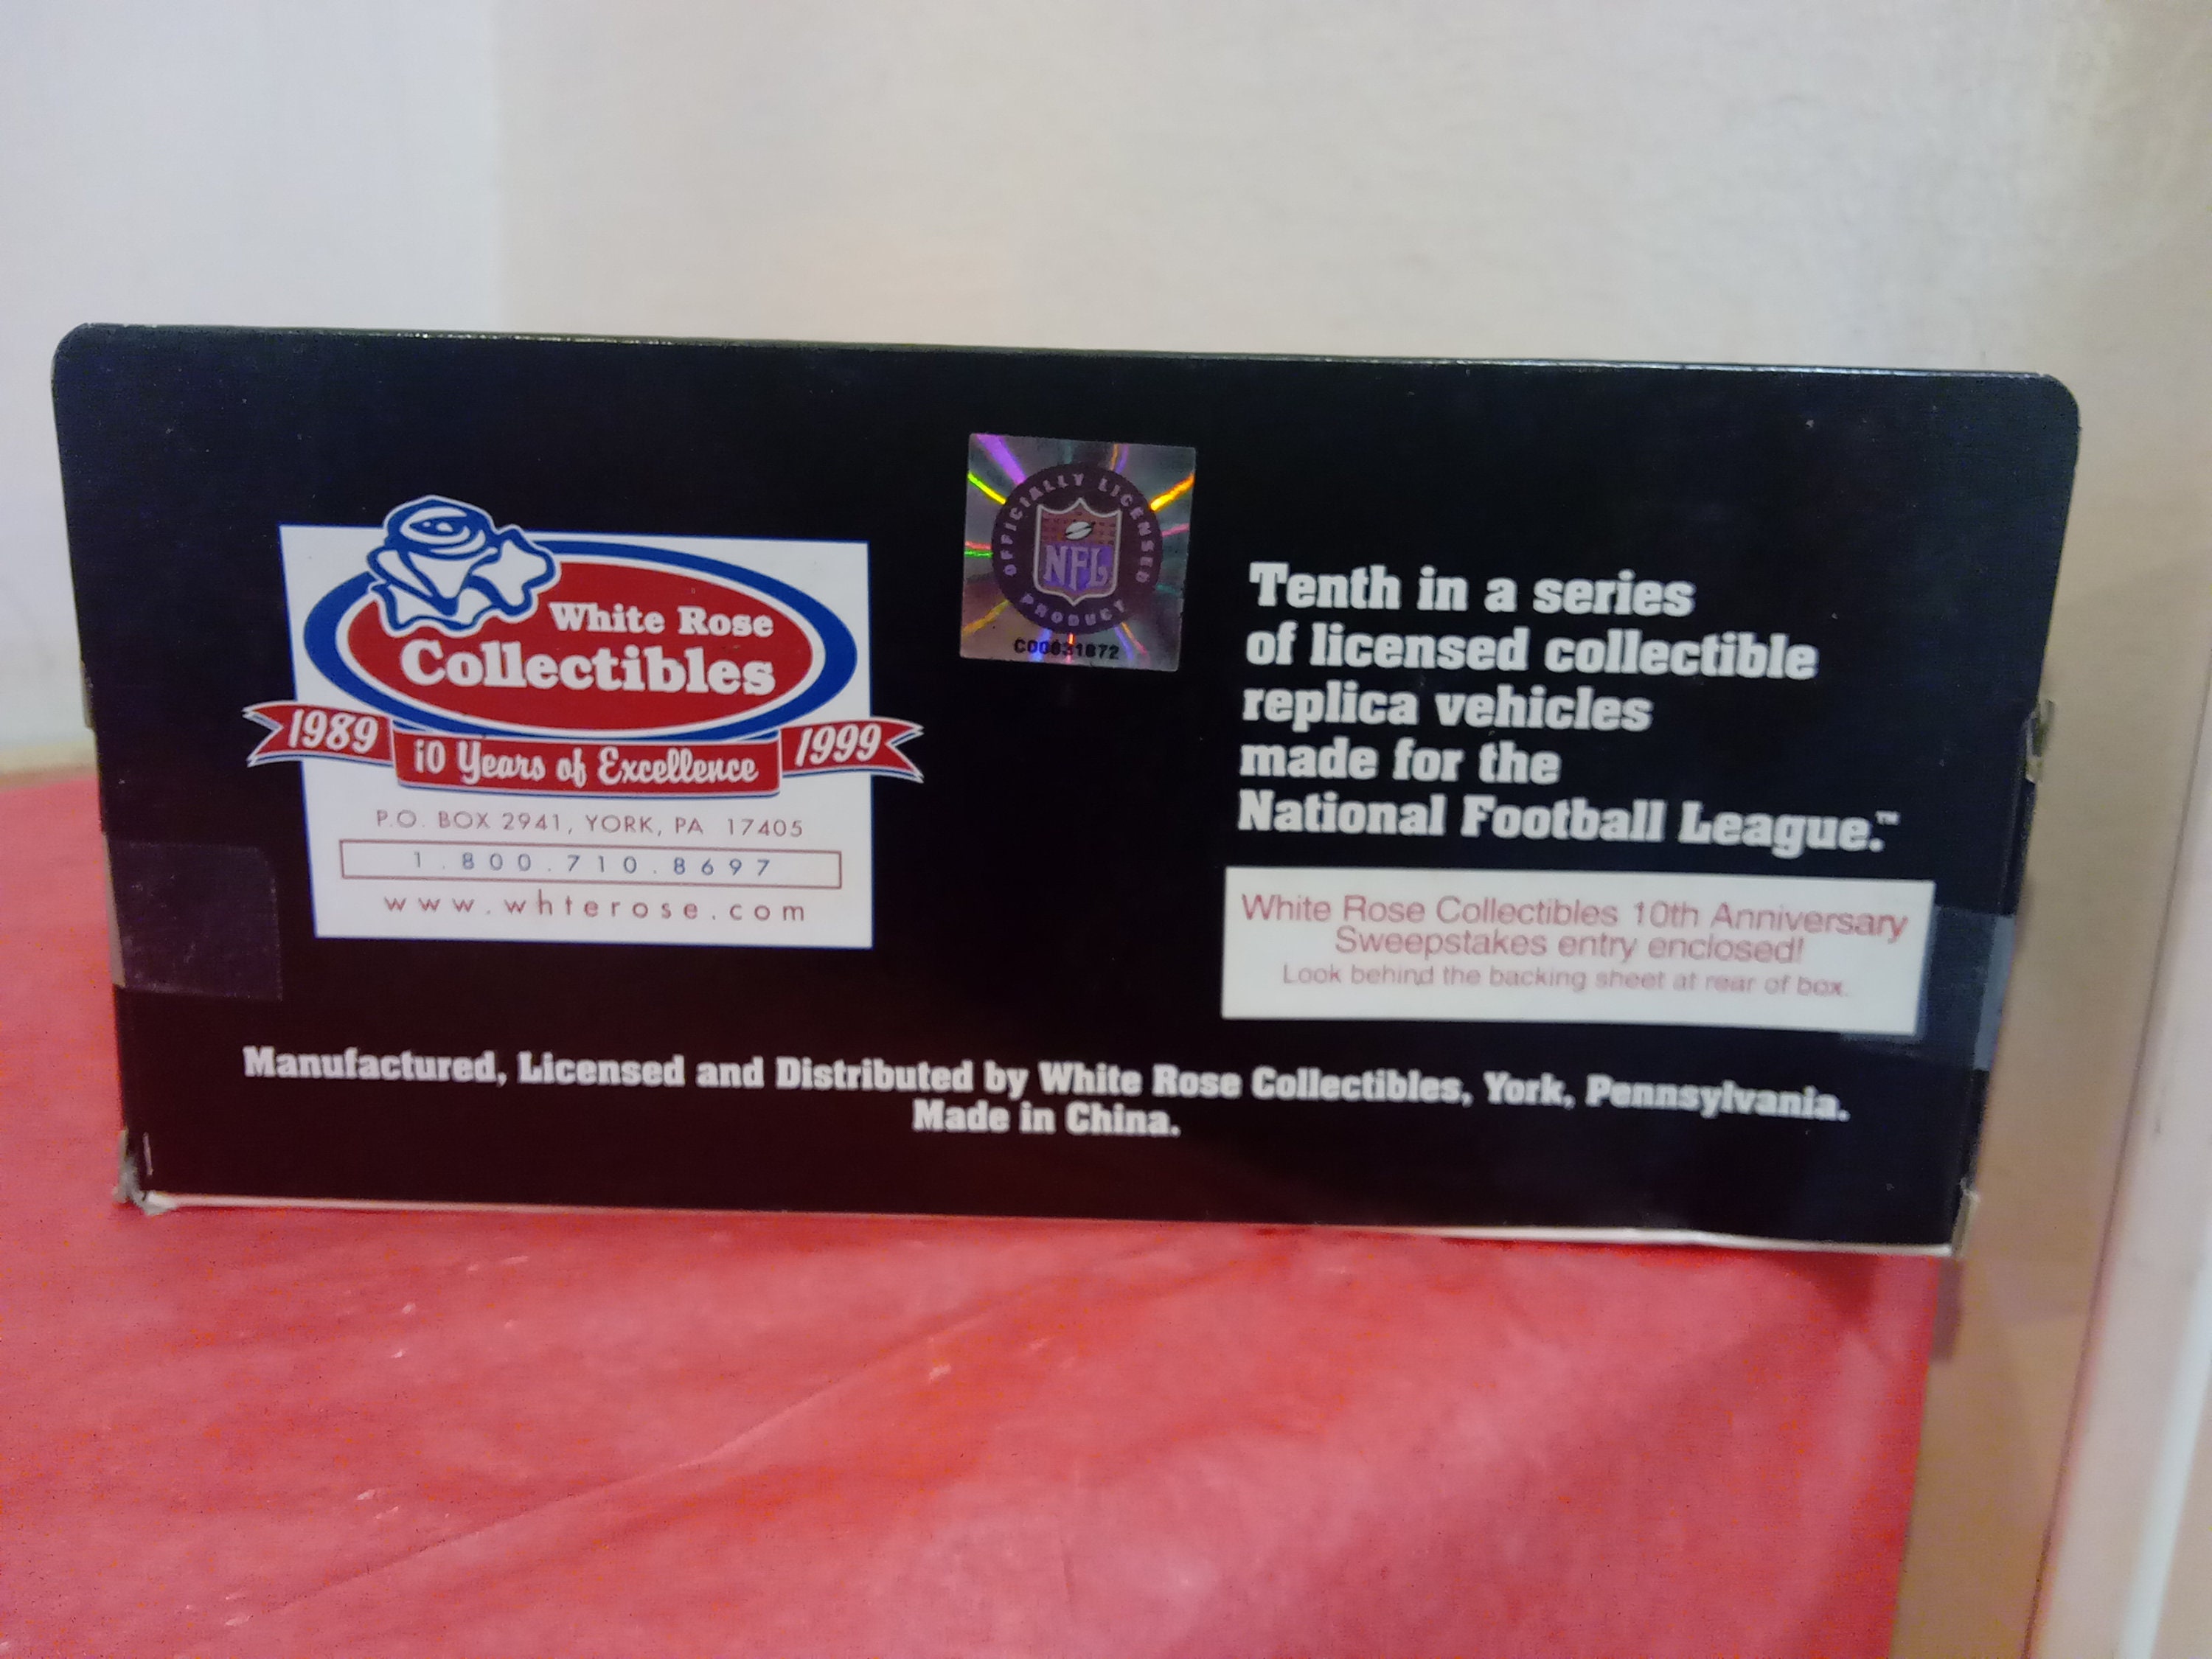 White Rose
Collectibles
1989 10 Years of Excellence 1999
P.O. BOX 2941, YORK, PA 17405
1.800.710.8697
www.whterose.com
OFFICIALLY LICENSED
NFL
PRODUCT
C00831872
Tenth in a series
of licensed collectible
replica vehicles
made for the
National Football League.™
White Rose Collectibles 10th Anniversary
Sweepstakes entry enclosed!
Look behind the backing sheet at rear of box.
Manufactured, Licensed and Distributed by White Rose Collectibles, York, Pennsylvania.
Made in China.